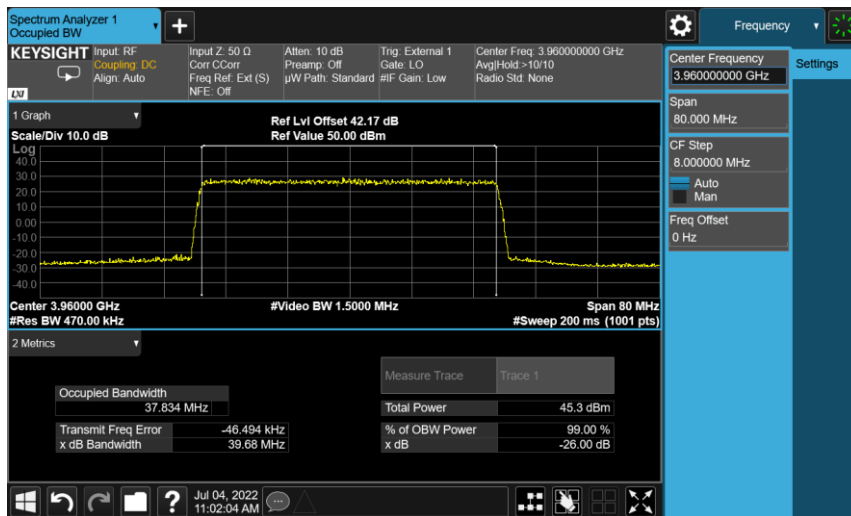 Spectrum Analyzer 1
Occupied BW
+
Frequency
KEYSIGHT
LXI
Input: RF
Coupling: DC
Align: Auto
Input Z: 50 Ω
Corr CCorr
Freq Ref: Ext (S)
NFE: Off
Atten: 10 dB
Preamp: Off
µW Path: Standard
Trig: External 1
Gate: LO
#IF Gain: Low
Center Freq: 3.960000000 GHz
Avg|Hold:>10/10
Radio Std: None
Center Frequency
3.960000000 GHz
Settings
Span
80.000 MHz
CF Step
8.000000 MHz
Auto
Man
Freq Offset
0 Hz
1 Graph
Scale/Div 10.0 dB
Ref Lvl Offset 42.17 dB
Ref Value 50.00 dBm
Log
40.0
30.0
20.0
10.0
0.00
-10.0
-20.0
-30.0
-40.0
Center 3.96000 GHz
#Res BW 470.00 kHz
#Video BW 1.5000 MHz
Span 80 MHz
#Sweep 200 ms (1001 pts)
2 Metrics
Measure Trace
Trace 1
Occupied Bandwidth
37.834 MHz
Total Power
45.3 dBm
Transmit Freq Error
-46.494 kHz
% of OBW Power
99.00 %
x dB Bandwidth
39.68 MHz
x dB
-26.00 dB
?
Jul 04, 2022
11:02:04 AM